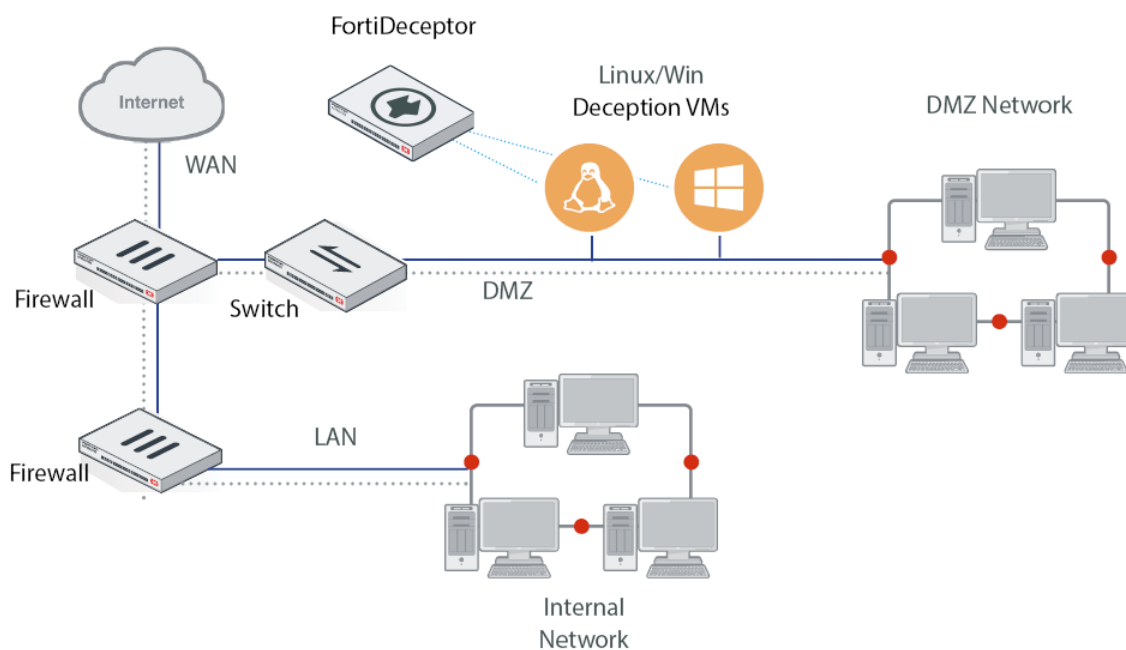 FortiDeceptor
Linux/Win
Deception VMs
DMZ Network
Internet
WAN
Firewall
Switch
DMZ
LAN
Firewall
Internal
Network